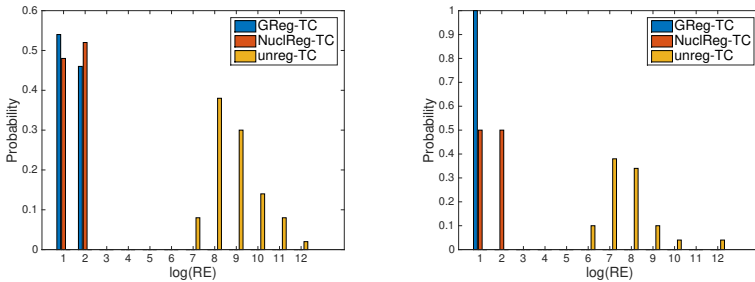 0.6
0.5
0.4
0.3
0.2
0.1
0
Probability
1 2 3 4 5 6 7 8 9 10 11 12
log(RE)
GReg-TC
NuclReg-TC
unreg-TC
1
0.9
0.8
0.7
0.6
0.5
0.4
0.3
0.2
0.1
0
Probability
1 2 3 4 5 6 7 8 9 10 11 12
log(RE)
GReg-TC
NuclReg-TC
unreg-TC